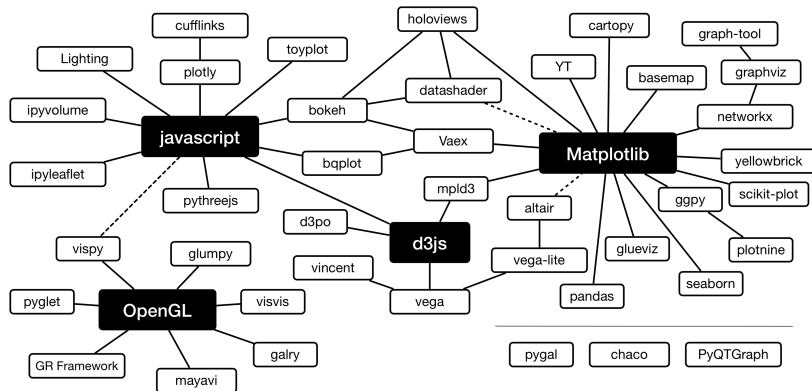 cufflinks
holoviews
cartopy
graph-tool
Lighting
toyplot
plotly
YT
basemap
graphviz
ipyvolume
bokeh
datashader
networkx
javascript
Vaex
Matplotlib
yellowbrick
ipyleaflet
bqplot
pythreejs
mpld3
altair
ggpy
scikit-plot
d3po
d3js
vispy
glumpy
vincent
vega-lite
glueviz
plotnine
pyglet
OpenGL
visvis
vega
pandas
seaborn
GR Framework
mayavi
galry
pygal
chaco
PyQTGraph